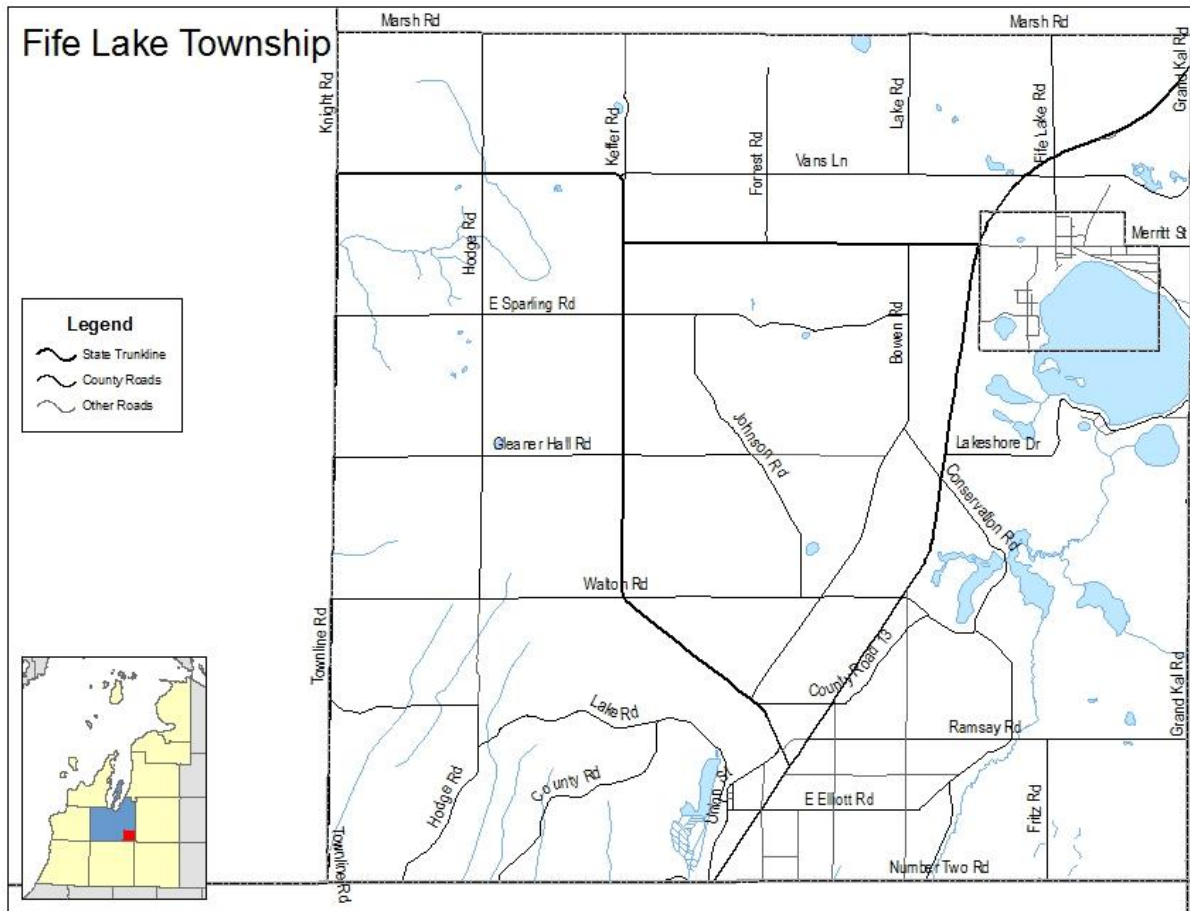 Fife Lake Township
Marsh Rd
Marsh Rd
Grand Kal Rd
Knight Rd
Keffer Rd
Lake Rd
Fife Lake Rd
Forrest Rd
Vans Ln
Hodge Rd
Merritt St
E Sparling Rd
Bowen Rd
Legend
State Trunkline
County Roads
Other Roads
Johnson Rd
Gleaner Hall Rd
Lakeshore Dr
Conservation Rd
Walton Rd
Townline Rd
County Road 13
Grand Kal Rd
Lake Rd
Ramsay Rd
Hodge Rd
County Rd
Union St
E Elliott Rd
Fritz Rd
Townline Rd
Number Two Rd